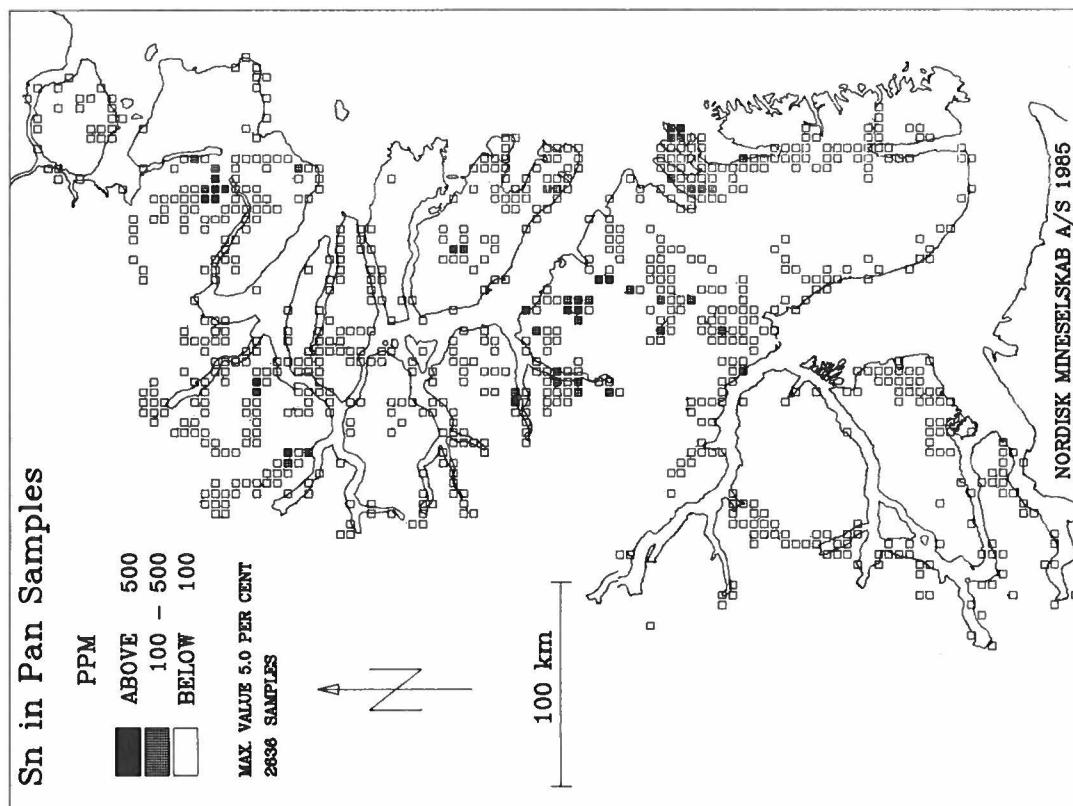 Sn in Pan Samples
PPM
ABOVE 500
100 – 500
BELOW 100
MAX. VALUE 5.0 PER CENT
2636 SAMPLES
N
100 km
NORDISK MINESELSKAB A/S 1985